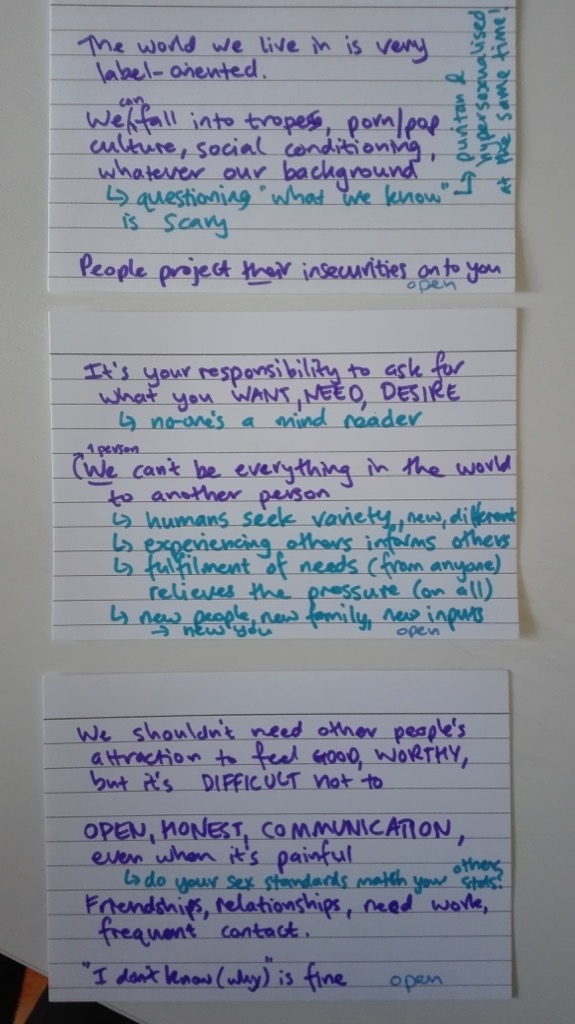 The world we live in is very
label-oriented.
can
We fall into tropes, porn/pop
culture, social conditioning,
whatever our background
↳ questioning "what we know"
is scary
→ puritan &
hypersexualised
at the same time!
People project their insecurities on to you
open
It's your responsibility to ask for
what you WANT, NEED, DESIRE
↳ no-one's a mind reader
1 person
(We can't be everything in the world
to another person
↳ humans seek variety, new, different
↳ experiencing others informs others
↳ fulfilment of needs (from anyone)
relieves the pressure (on all)
↳ new people, new family, new inputs
→ new you
open
We shouldn't need other people's
attraction to feel GOOD, WORTHY,
but it's DIFFICULT not to
OPEN, HONEST, COMMUNICATION,
even when it's painful
others
↳ do your sex standards match your stds?
Friendships, relationships, need work,
frequent contact.
"I don't know (why)" is fine
open